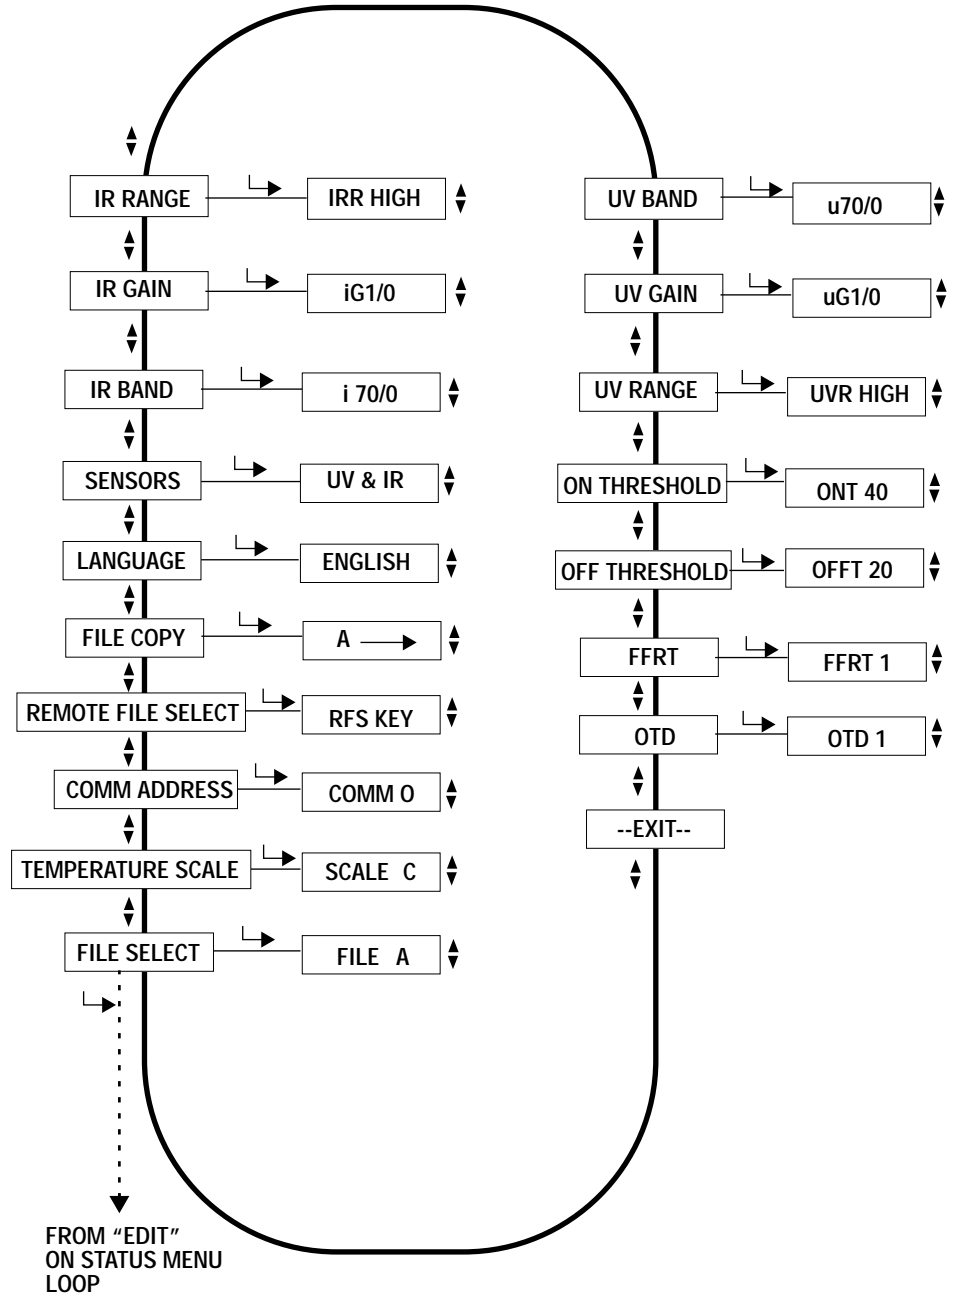 IR RANGE
IRR HIGH
IR GAIN
iG1/0
IR BAND
i 70/0
SENSORS
UV & IR
LANGUAGE
ENGLISH
FILE COPY
A
REMOTE FILE SELECT
RFS KEY
COMM ADDRESS
COMM O
TEMPERATURE SCALE
SCALE C
FILE SELECT
FILE A
FROM “EDIT”
ON STATUS MENU
LOOP
UV BAND
u70/0
UV GAIN
uG1/0
UV RANGE
UVR HIGH
ON THRESHOLD
ONT 40
OFF THRESHOLD
OFFT 20
FFRT
FFRT 1
OTD
OTD 1
--EXIT--